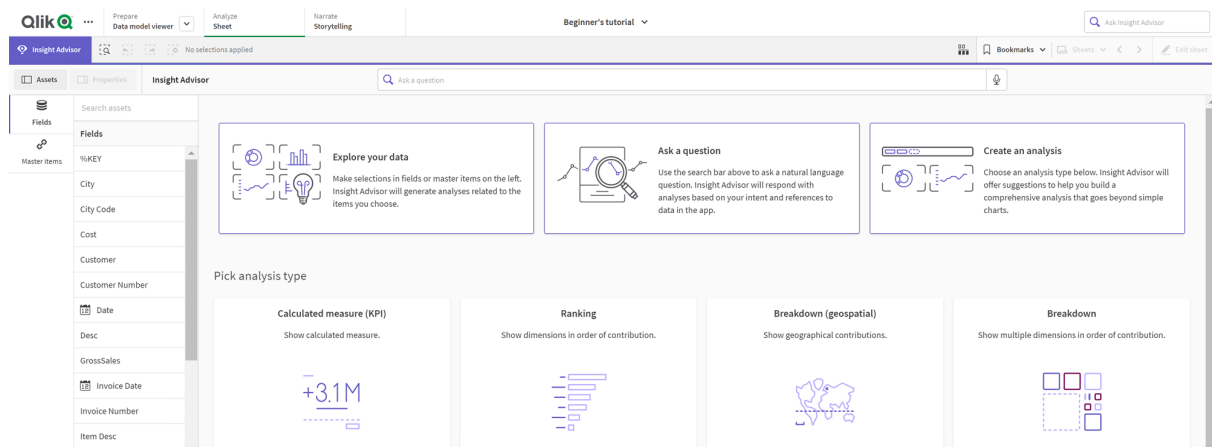 Qlik
Prepare
Data model viewer
Analyze
Sheet
Narrate
Storytelling
Beginner's tutorial
Ask Insight Advisor
Insight Advisor
No selections applied
Bookmarks
Sheets
Edit sheet
Assets
Properties
Insight Advisor
Ask a question
Fields
Master items
Search assets
Fields
%KEY
City
City Code
Cost
Customer
Customer Number
Date
Desc
GrossSales
Invoice Date
Invoice Number
Item Desc
Explore your data
Make selections in fields or master items on the left.
Insight Advisor will generate analyses related to the
items you choose.
Ask a question
Use the search bar above to ask a natural language
question. Insight Advisor will respond with
analyses based on your intent and references to
data in the app.
Create an analysis
Choose an analysis type below. Insight Advisor will
offer suggestions to help you build a
comprehensive analysis that goes beyond simple
charts.
Pick analysis type
Calculated measure (KPI)
Show calculated measure.
+3.1M
Ranking
Show dimensions in order of contribution.
Breakdown (geospatial)
Show geographical contributions.
Breakdown
Show multiple dimensions in order of contribution.